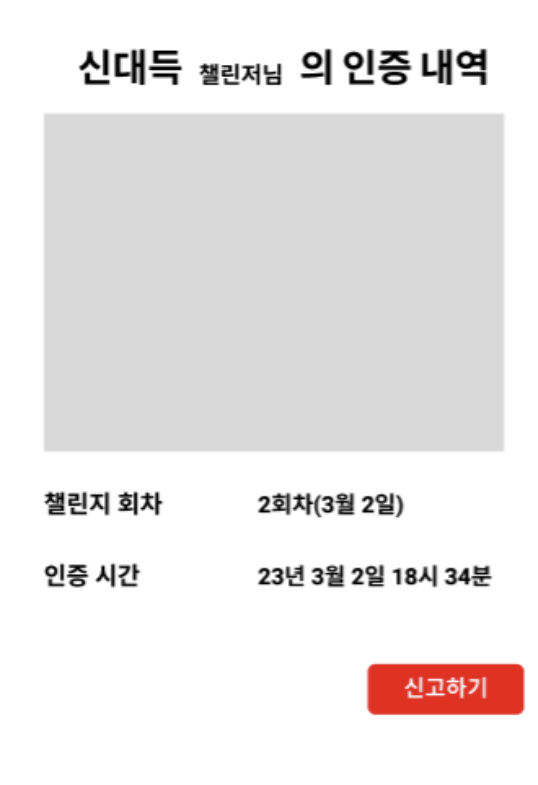 신대득 챌린저님 의 인증 내역
챌린지 회차 2회차(3월 2일)
인증 시간 23년 3월 2일 18시 34분
신고하기